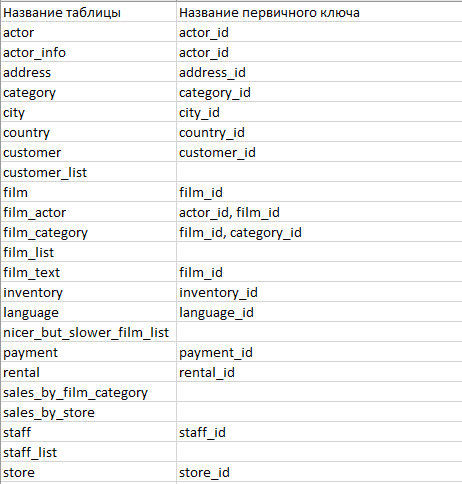 Название таблицы Название первичного ключа
actor actor_id
actor_info actor_id
address address_id
category category_id
city city_id
country country_id
customer customer_id
customer_list
film film_id
film_actor actor_id, film_id
film_category film_id, category_id
film_list
film_text film_id
inventory inventory_id
language language_id
nicer_but_slower_film_list
payment payment_id
rental rental_id
sales_by_film_category
sales_by_store
staff staff_id
staff_list
store store_id